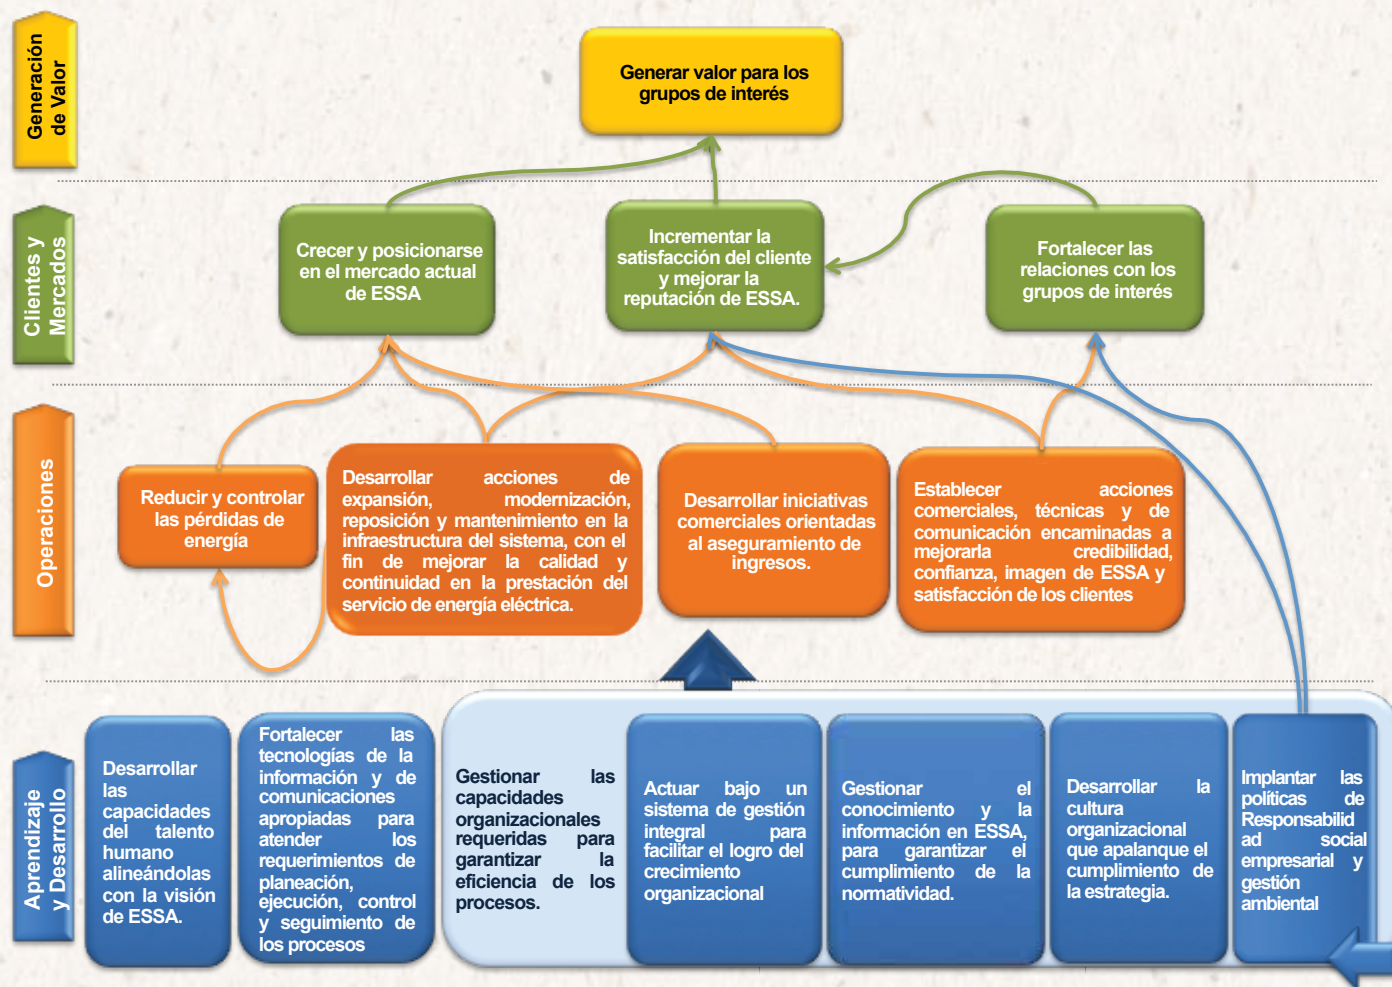 Generación
de Valor
Generar valor para los
grupos de interés
Clientes y
Mercados
Crecer y posicionarse
en el mercado actual
de ESSA
Incrementar la
satisfacción del cliente
y mejorar la
reputación de ESSA.
Fortalecer las
relaciones con los
grupos de interés
Operaciones
Reducir y controlar
las pérdidas de
energía
Desarrollar acciones de
expansión, modernización,
reposición y mantenimiento en la
infraestructura del sistema, con el
fin de mejorar la calidad y
continuidad en la prestación del
servicio de energía eléctrica.
Desarrollar iniciativas
comerciales orientadas
al aseguramiento de
ingresos.
Establecer acciones
comerciales, técnicas y de
comunicación encaminadas a
mejorarla credibilidad,
confianza, imagen de ESSA y
satisfacción de los clientes
Aprendizaje
y Desarrollo
Desarrollar
las
capacidades
del talento
humano
alineándolas
con la visión
de ESSA.
Fortalecer las
tecnologías de la
información y de
comunicaciones
apropiadas para
atender los
requerimientos de
planeación,
ejecución, control
y seguimiento de
los procesos
Gestionar las
capacidades
organizacionales
requeridas para
garantizar la
eficiencia de los
procesos.
Actuar bajo un
sistema de gestión
integral para
facilitar el logro del
crecimiento
organizacional
Gestionar el
conocimiento y la
información en ESSA,
para garantizar el
cumplimiento de la
normatividad.
Desarrollar la
cultura
organizacional
que apalanque el
cumplimiento de
la estrategia.
Implantar las
políticas de
Responsabilid
ad social
empresarial y
gestión
ambiental